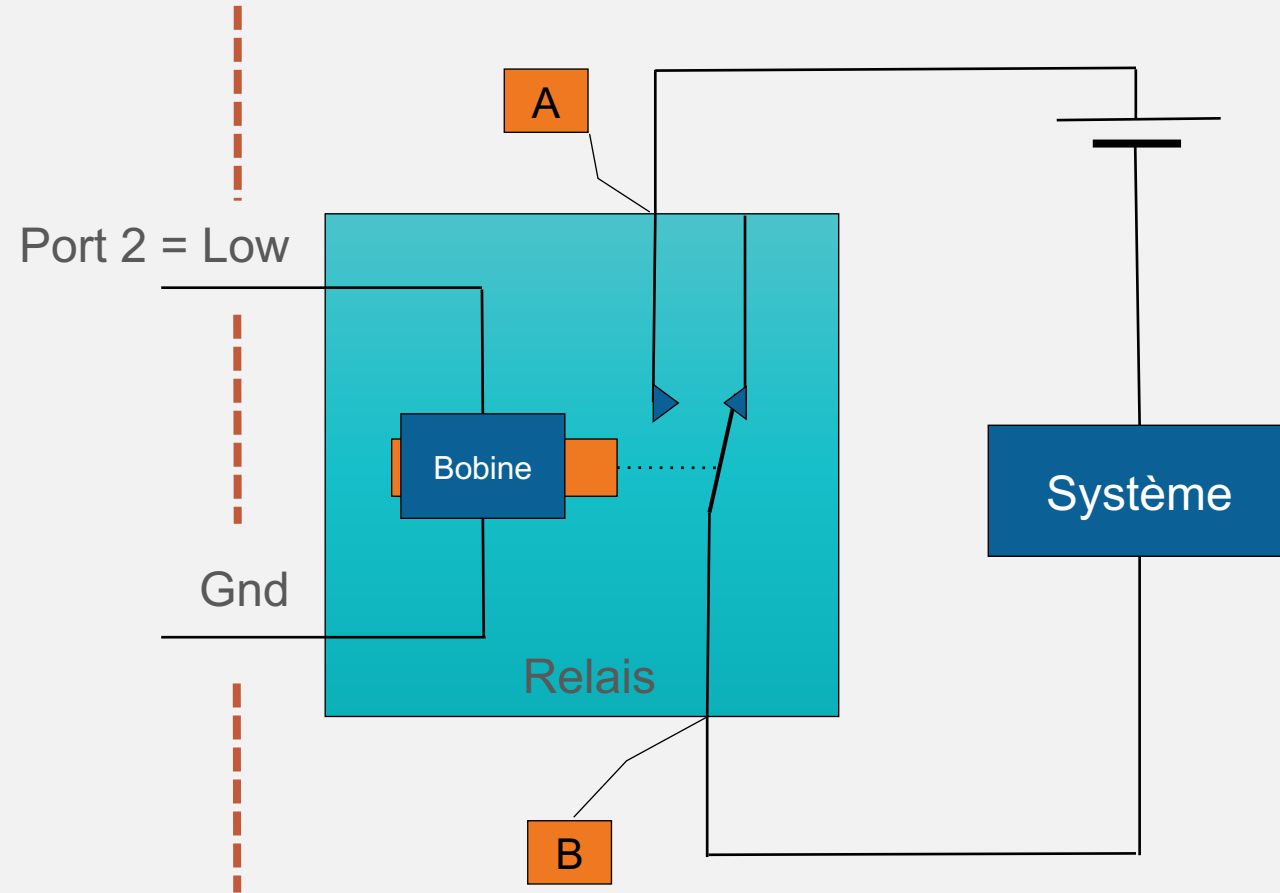 A
Port 2 = Low
Bobine
Système
Gnd
Relais
B